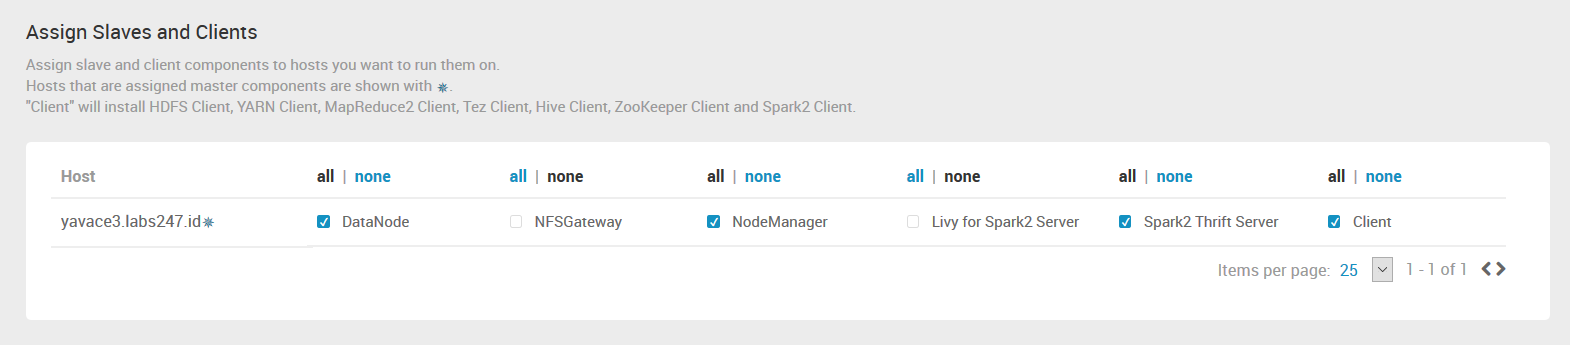 Assign Slaves and Clients
Assign slave and client components to hosts you want to run them on.
Hosts that are assigned master components are shown with ✵.
"Client" will install HDFS Client, YARN Client, MapReduce2 Client, Tez Client, Hive Client, ZooKeeper Client and Spark2 Client.
Host all | none all | none all | none all | none all | none all | none
yavace3.labs247.id✵ DataNode NFSGateway NodeManager Livy for Spark2 Server Spark2 Thrift Server Client
Items per page: 25 1 - 1 of 1